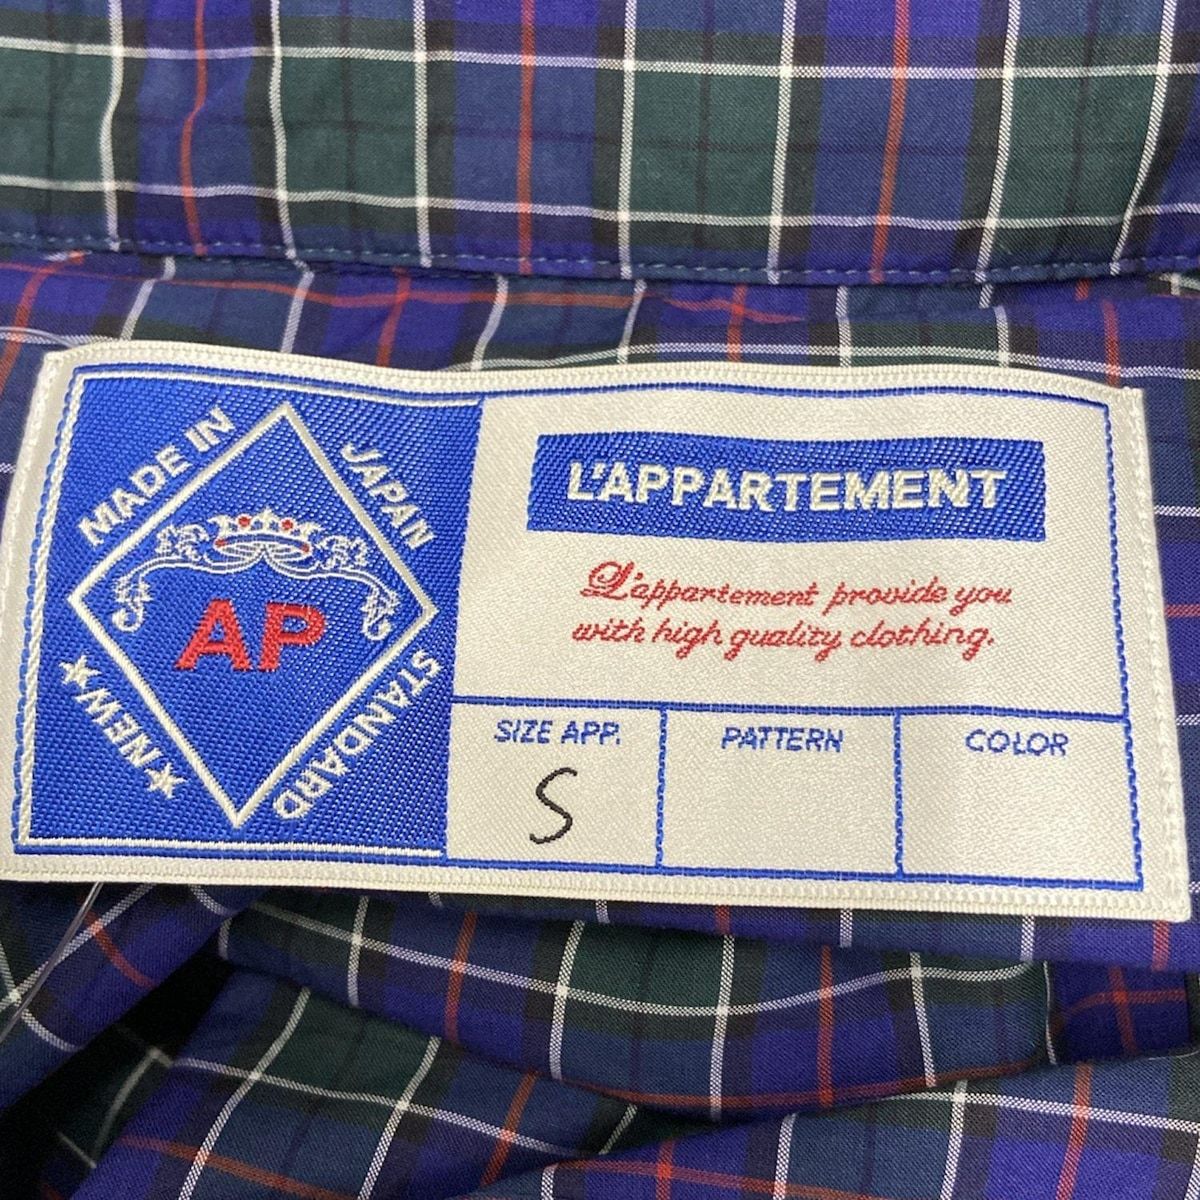 MADE IN
JAPAN
AP
★NEW★
STANDARD
L'APPARTEMENT
L'appartement provide you
with high quality clothing.
SIZE APP.
PATTERN
COLOR
S